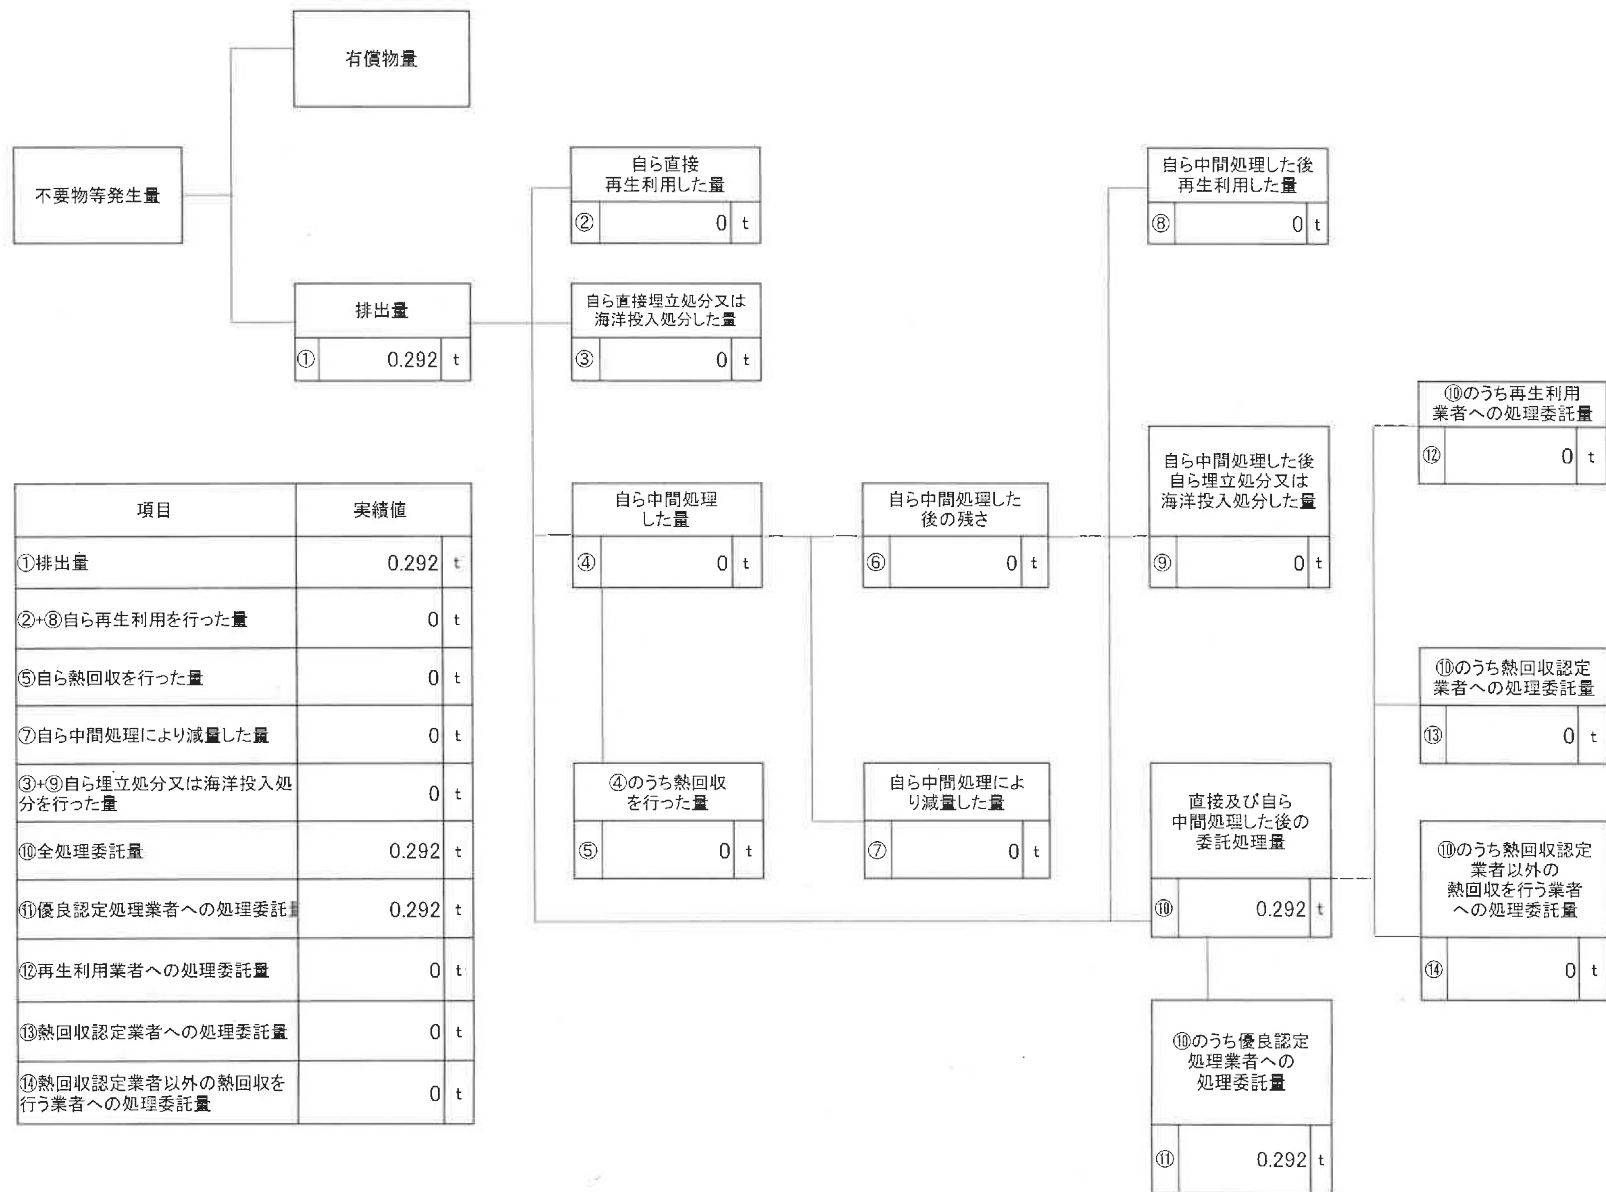 有償物量
不要物等発生量
排出量
① 0.292 t
自ら直接
再生利用した量
② 0 t
自ら直接埋立処分又は
海洋投入処分した量
③ 0 t
自ら中間処理
した量
④ 0 t
④のうち熱回収
を行った量
⑤ 0 t
自ら中間処理した
後の残さ
⑥ 0 t
自ら中間処理によ
り減量した量
⑦ 0 t
自ら中間処理した後
再生利用した量
⑧ 0 t
自ら中間処理した後
自ら埋立処分又は
海洋投入処分した量
⑨ 0 t
直接及び自ら
中間処理した後の
委託処理量
⑩ 0.292 t
⑩のうち優良認定
処理業者への
処理委託量
⑪ 0.292 t
⑩のうち再生利用
業者への処理委託量
⑫ 0 t
⑩のうち熱回収認定
業者への処理委託量
⑬ 0 t
⑩のうち熱回収認定
業者以外の
熱回収を行う業者
への処理委託量
⑭ 0 t
項目 実績値
①排出量 0.292 t
②+⑧自ら再生利用を行った量 0 t
⑤自ら熱回収を行った量 0 t
⑦自ら中間処理により減量した量 0 t
③+⑨自ら埋立処分又は海洋投入処
分を行った量 0 t
⑩全処理委託量 0.292 t
⑪優良認定処理業者への処理委託量 0.292 t
⑫再生利用業者への処理委託量 0 t
⑬熱回収認定業者への処理委託量 0 t
⑭熱回収認定業者以外の熱回収を
行う業者への処理委託量 0 t